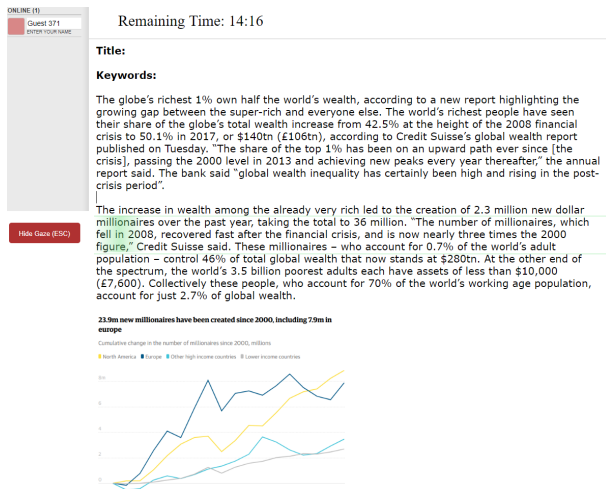 ONLINE (1)
Guest 371
ENTER YOUR NAME
Remaining Time: 14:16
Title:
Keywords:
The globe's richest 1% own half the world's wealth, according to a new report highlighting the
growing gap between the super-rich and everyone else. The world's richest people have seen
their share of the globe's total wealth increase from 42.5% at the height of the 2008 financial
crisis to 50.1% in 2017, or $140tn (£106tn), according to Credit Suisse's global wealth report
published on Tuesday. "The share of the top 1% has been on an upward path ever since [the
crisis], passing the 2000 level in 2013 and achieving new peaks every year thereafter," the annual
report said. The bank said "global wealth inequality has certainly been high and rising in the post-
crisis period".
The increase in wealth among the already very rich led to the creation of 2.3 million new dollar
millionaires over the past year, taking the total to 36 million. "The number of millionaires, which
fell in 2008, recovered fast after the financial crisis, and is now nearly three times the 2000
figure," Credit Suisse said. These millionaires – who account for 0.7% of the world's adult
population – control 46% of total global wealth that now stands at $280tn. At the other end of
the spectrum, the world's 3.5 billion poorest adults each have assets of less than $10,000
(£7,600). Collectively these people, who account for 70% of the world's working age population,
account for just 2.7% of global wealth.
Hide Gaze (ESC)
23.9m new millionaires have been created since 2000, including 7.9m in
europe
Cumulative change in the number of millionaires since 2000, millions
North America Europe Other high income countries Lower income countries
0